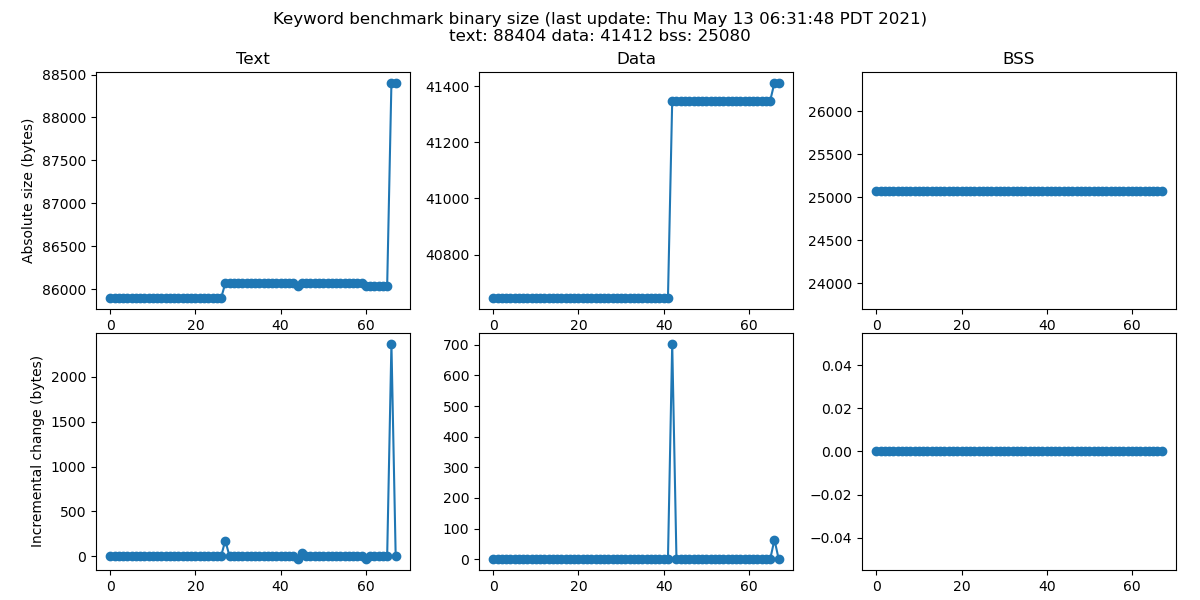 Keyword benchmark binary size (last update: Thu May 13 06:31:48 PDT 2021)
text: 88404 data: 41412 bss: 25080
Text
Data
BSS
Absolute size (bytes)
88500
88000
87500
87000
86500
86000
0 20 40 60
41400
41200
41000
40800
0 20 40 60
26000
25500
25000
24500
24000
0 20 40 60
Incremental change (bytes)
2000
1500
1000
500
0
0 20 40 60
700
600
500
400
300
200
100
0
0 20 40 60
0.04
0.02
0.00
−0.02
−0.04
0 20 40 60